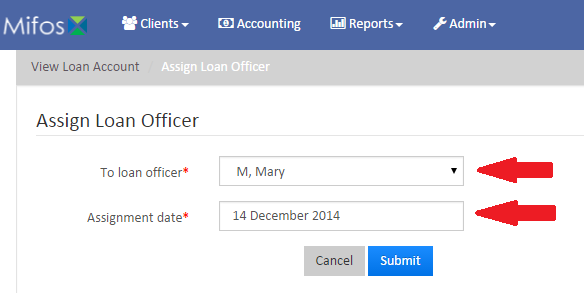 Mifos Clients Accounting Reports Admin
View Loan Account / Assign Loan Officer
Assign Loan Officer
To loan officer* M, Mary
Assignment date* 14 December 2014
Cancel Submit